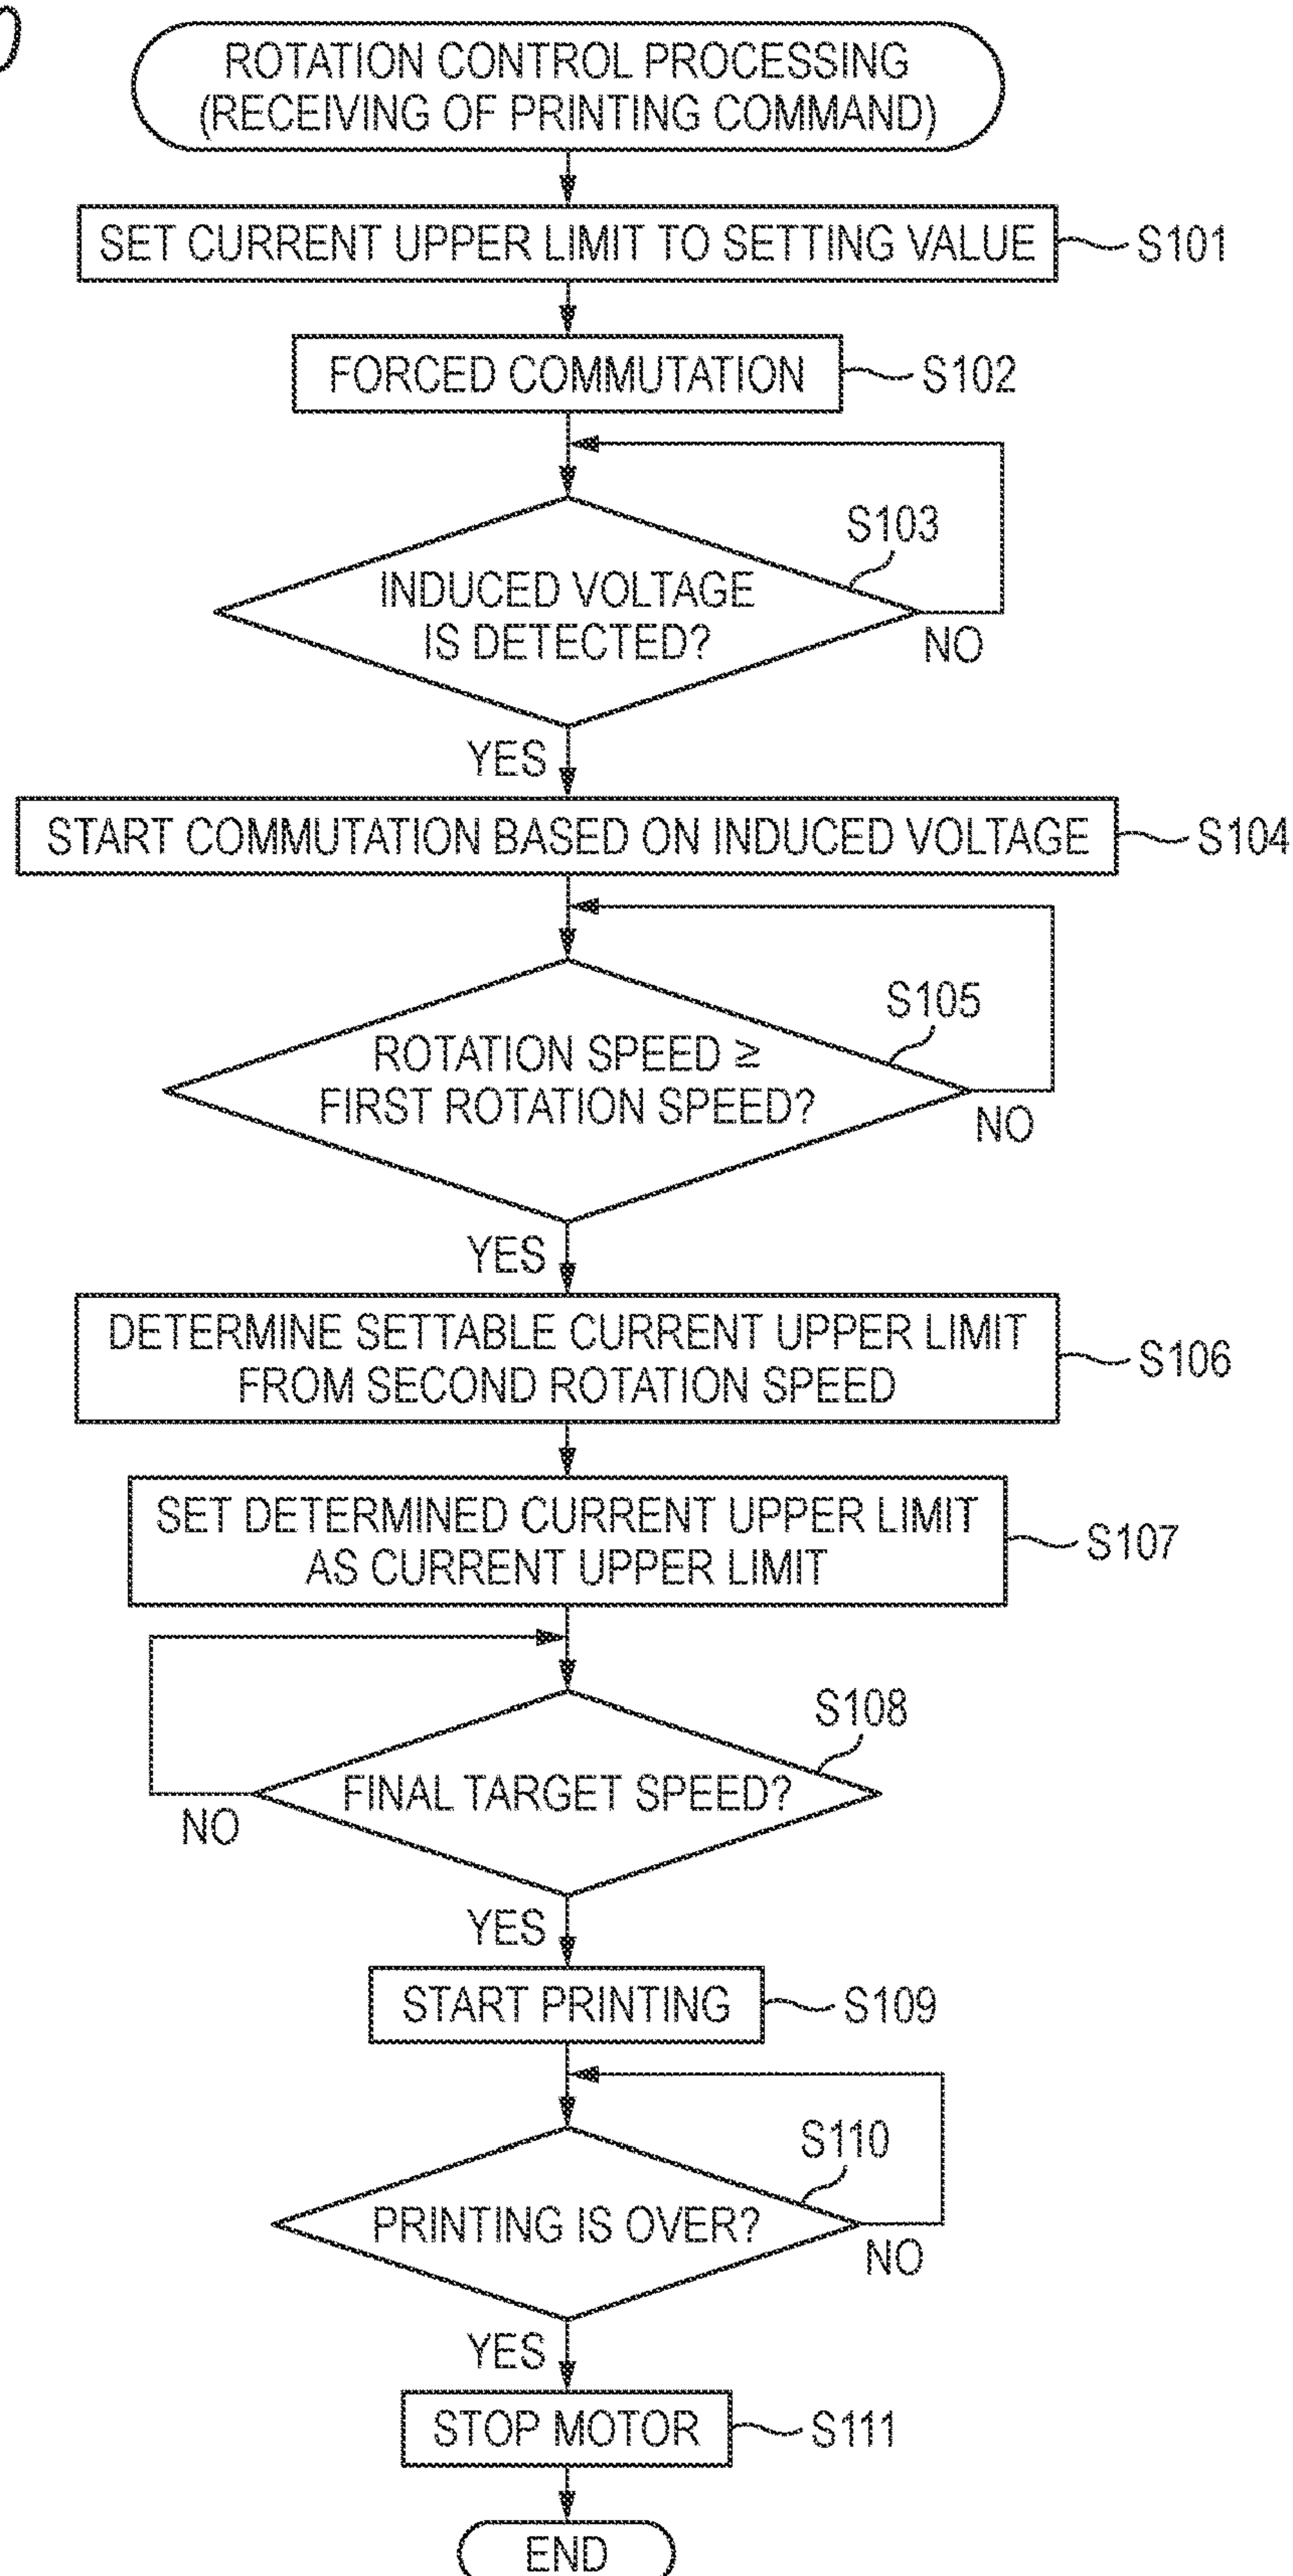 ROTATION CONTROL PROCESSING
(RECEIVING OF PRINTING COMMAND)
SET CURRENT UPPER LIMIT TO SETTING VALUE
S101
FORCED COMMUTATION
S102
S103
INDUCED VOLTAGE
IS DETECTED?
NO
YES
START COMMUTATION BASED ON INDUCED VOLTAGE
S104
S105
ROTATION SPEED ≥
FIRST ROTATION SPEED?
NO
YES
DETERMINE SETTABLE CURRENT UPPER LIMIT
FROM SECOND ROTATION SPEED
S106
SET DETERMINED CURRENT UPPER LIMIT
AS CURRENT UPPER LIMIT
S107
S108
FINAL TARGET SPEED?
NO
YES
START PRINTING
S109
S110
PRINTING IS OVER?
NO
YES
STOP MOTOR
S111
END